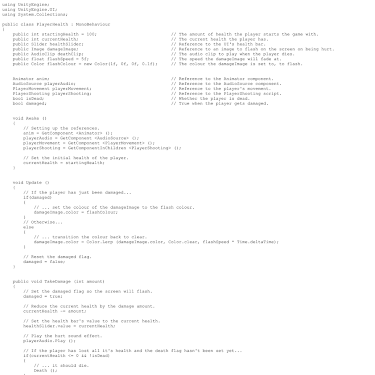 using UnityEngine;
using UnityEngine.UI;
using System.Collections;
public class PlayerHealth : MonoBehaviour
{
public int startingHealth = 100; // The amount of health the player starts the game with.
public int currentHealth; // The current health the player has.
public Slider healthSlider; // Reference to the UI's health bar.
public Image damageImage; // Reference to an image to flash on the screen on being hurt.
public AudioClip deathClip; // The audio clip to play when the player dies.
public float flashSpeed = 5f; // The speed the damageImage will fade at.
public Color flashColour = new Color(1f, 0f, 0f, 0.1f); // The colour the damageImage is set to, to flash.
Animator anim; // Reference to the Animator component.
AudioSource playerAudio; // Reference to the AudioSource component.
PlayerMovement playerMovement; // Reference to the player's movement.
PlayerShooting playerShooting; // Reference to the PlayerShooting script.
bool isDead; // Whether the player is dead.
bool damaged; // True when the player gets damaged.
void Awake ()
{
// Setting up the references.
anim = GetComponent <Animator> ();
playerAudio = GetComponent <AudioSource> ();
playerMovement = GetComponent <PlayerMovement> ();
playerShooting = GetComponentInChildren <PlayerShooting> ();
// Set the initial health of the player.
currentHealth = startingHealth;
}
void Update ()
{
// If the player has just been damaged...
if(damaged)
{
// ... set the colour of the damageImage to the flash colour.
damageImage.color = flashColour;
}
// Otherwise...
else
{
// ... transition the colour back to clear.
damageImage.color = Color.Lerp (damageImage.color, Color.clear, flashSpeed * Time.deltaTime);
}
// Reset the damaged flag.
damaged = false;
}
public void TakeDamage (int amount)
{
// Set the damaged flag so the screen will flash.
damaged = true;
// Reduce the current health by the damage amount.
currentHealth -= amount;
// Set the health bar's value to the current health.
healthSlider.value = currentHealth;
// Play the hurt sound effect.
playerAudio.Play ();
// If the player has lost all it's health and the death flag hasn't been set yet...
if(currentHealth <= 0 && !isDead)
{
// ... it should die.
Death ();
}